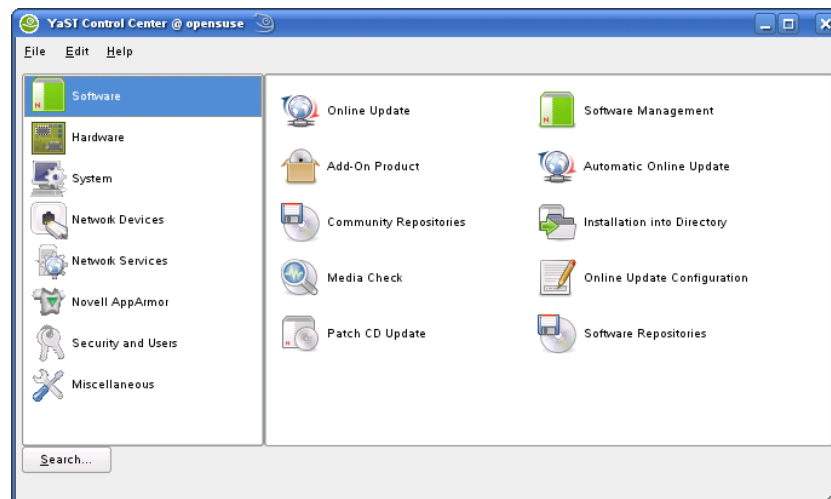 YaST Control Center @ opensuse
File Edit Help
Software
Hardware
System
Network Devices
Network Services
Novell AppArmor
Security and Users
Miscellaneous
Online Update
Software Management
Add-On Product
Automatic Online Update
Community Repositories
Installation into Directory
Media Check
Online Update Configuration
Patch CD Update
Software Repositories
Search...